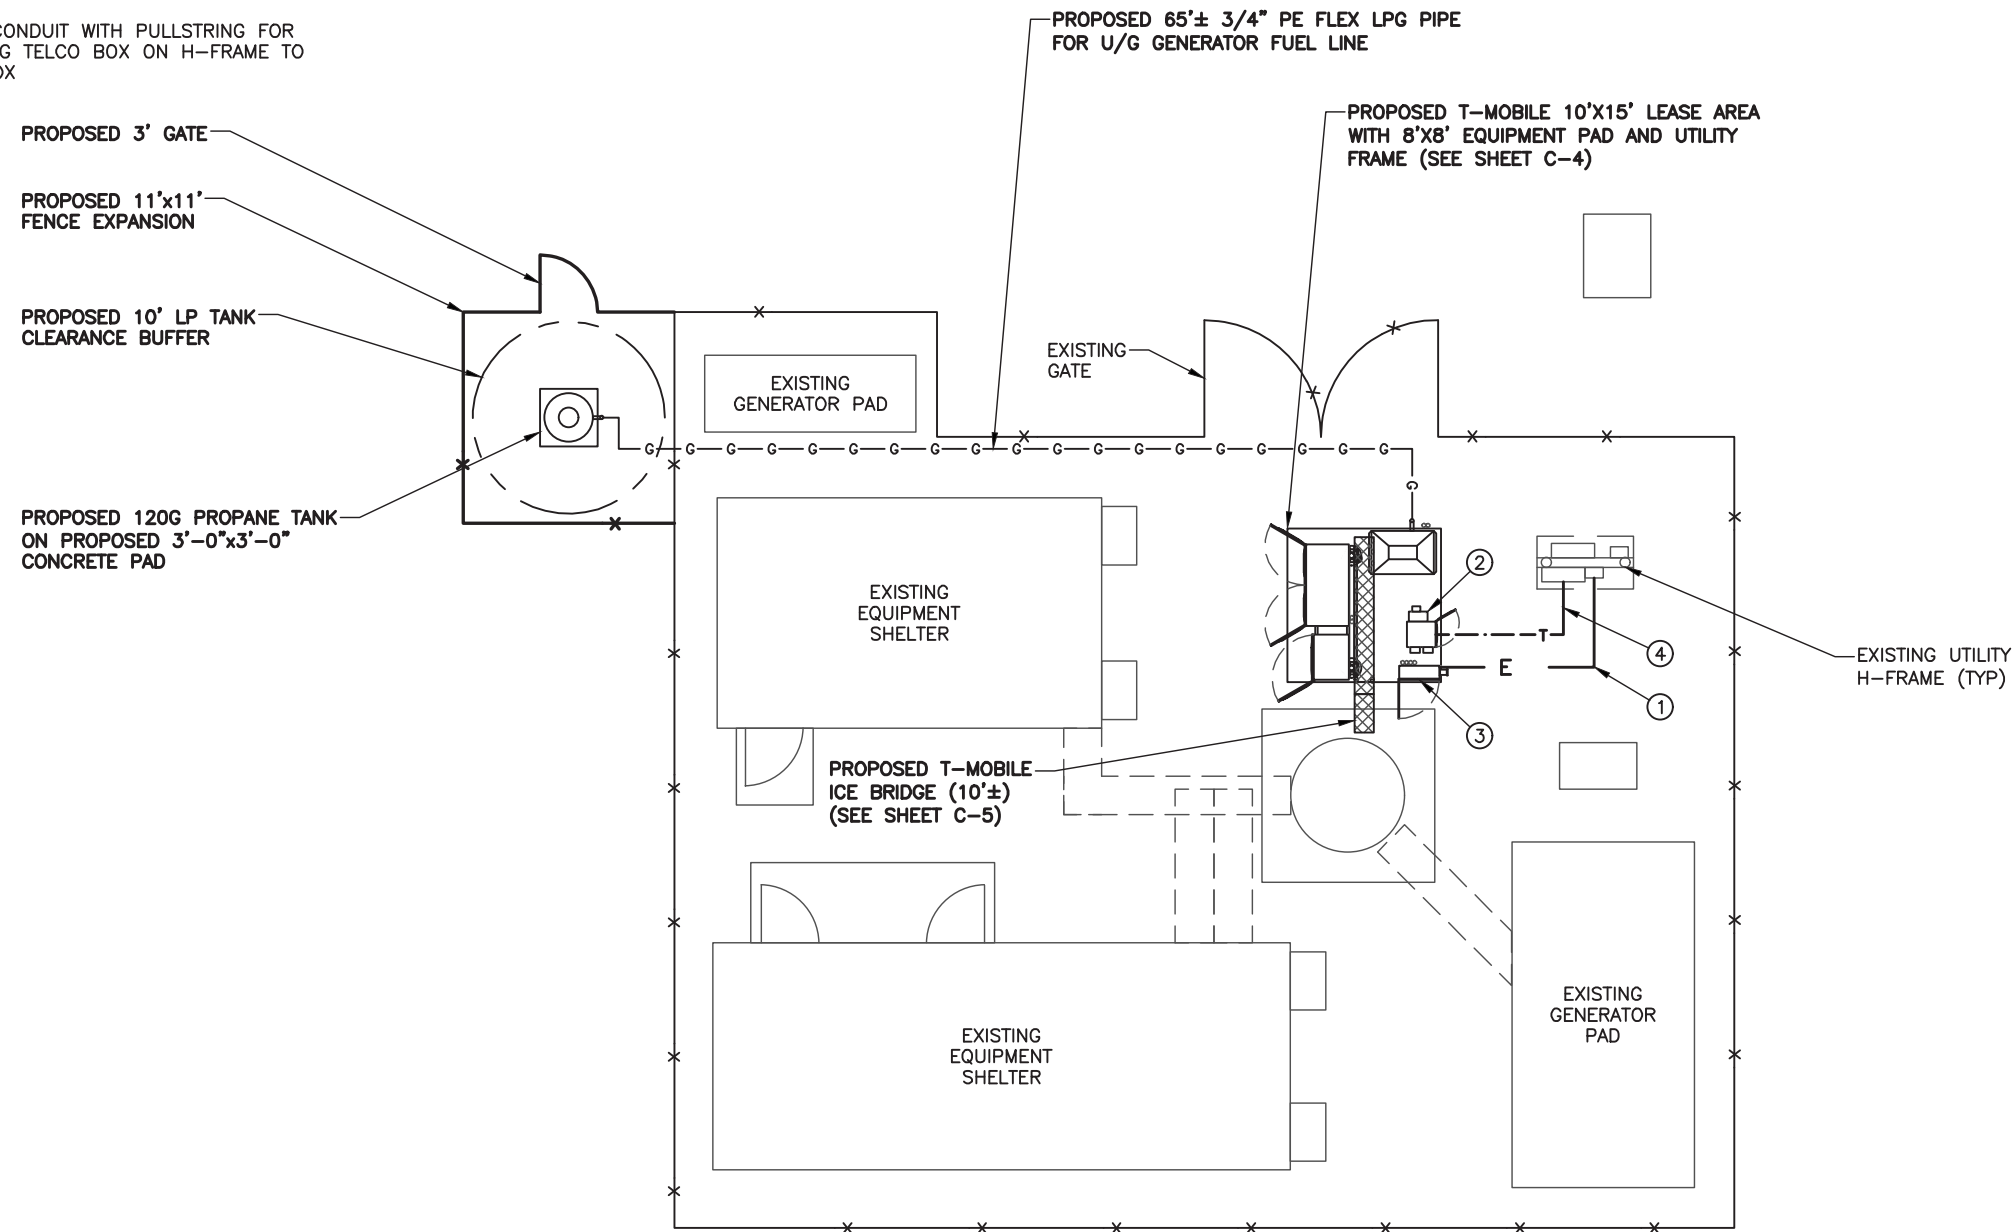 CONDUIT WITH PULLSTRING FOR
G TELCO BOX ON H-FRAME TO
OX
PROPOSED 65'± 3/4" PE FLEX LPG PIPE
FOR U/G GENERATOR FUEL LINE
PROPOSED T-MOBILE 10'X15' LEASE AREA
WITH 8'X8' EQUIPMENT PAD AND UTILITY
FRAME (SEE SHEET C-4)
PROPOSED 3' GATE
PROPOSED 11'x11'
FENCE EXPANSION
PROPOSED 10' LP TANK
CLEARANCE BUFFER
EXISTING
GATE
EXISTING
GENERATOR PAD
G G G G G G G G G G G G G G G G G G G
G
PROPOSED 120G PROPANE TANK
ON PROPOSED 3'-0"x3'-0"
CONCRETE PAD
EXISTING
EQUIPMENT
SHELTER
2
T
4
E
1
3
EXISTING UTILITY
H-FRAME (TYP)
PROPOSED T-MOBILE
ICE BRIDGE (10'±)
(SEE SHEET C-5)
EXISTING
GENERATOR
PAD
EXISTING
EQUIPMENT
SHELTER